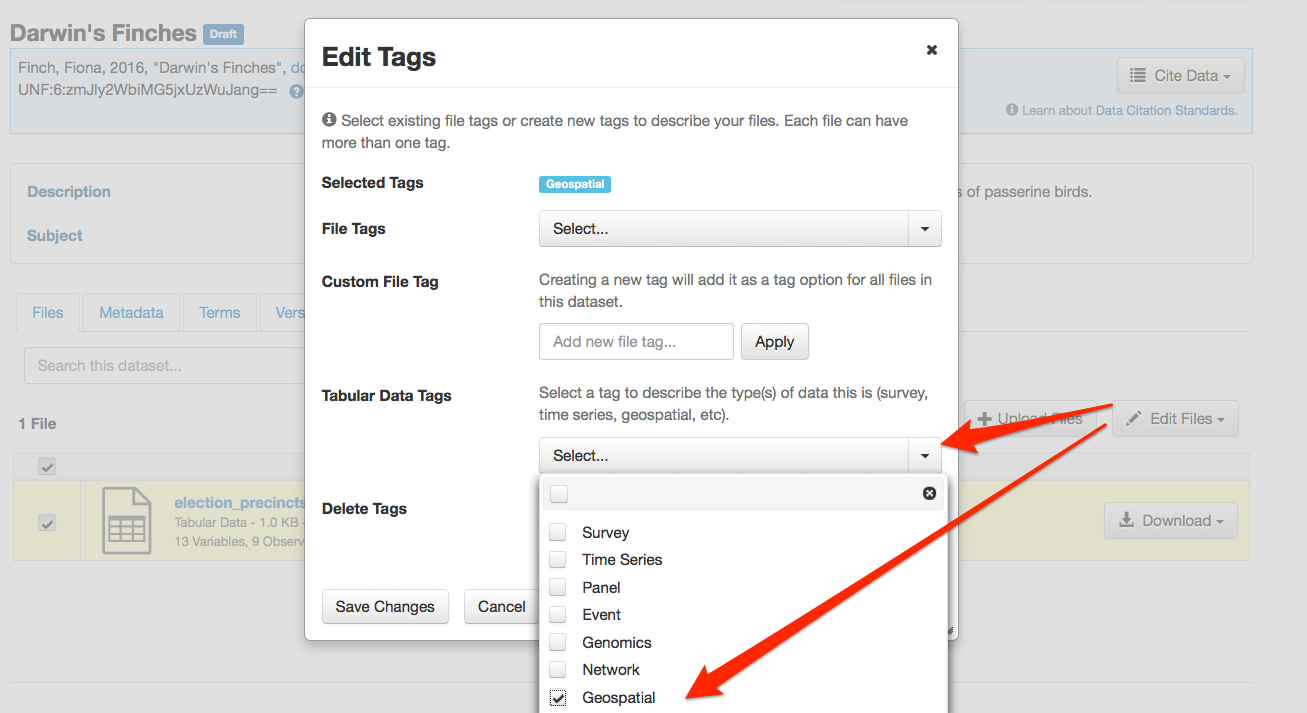 Darwin's Finches Draft
Finch, Fiona, 2016, "Darwin's Finches",
UNF:6:zmJly2WbiMG5jxUzWuJang==
Cite Data
Learn about Data Citation Standards.
Description
s of passerine birds.
Subject
Files
Metadata
Terms
Vers
Search this dataset...
1 File
Upload Files
Edit Files
election_precincts
Tabular Data - 1.0 KB -
13 Variables, 9 Observ
Download
Edit Tags
Select existing file tags or create new tags to describe your files. Each file can have
more than one tag.
Selected Tags
Geospatial
File Tags
Select...
Custom File Tag
Creating a new tag will add it as a tag option for all files in
this dataset.
Add new file tag...
Apply
Tabular Data Tags
Select a tag to describe the type(s) of data this is (survey,
time series, geospatial, etc).
Select...
Survey
Time Series
Panel
Event
Genomics
Network
Geospatial
Delete Tags
Save Changes
Cancel